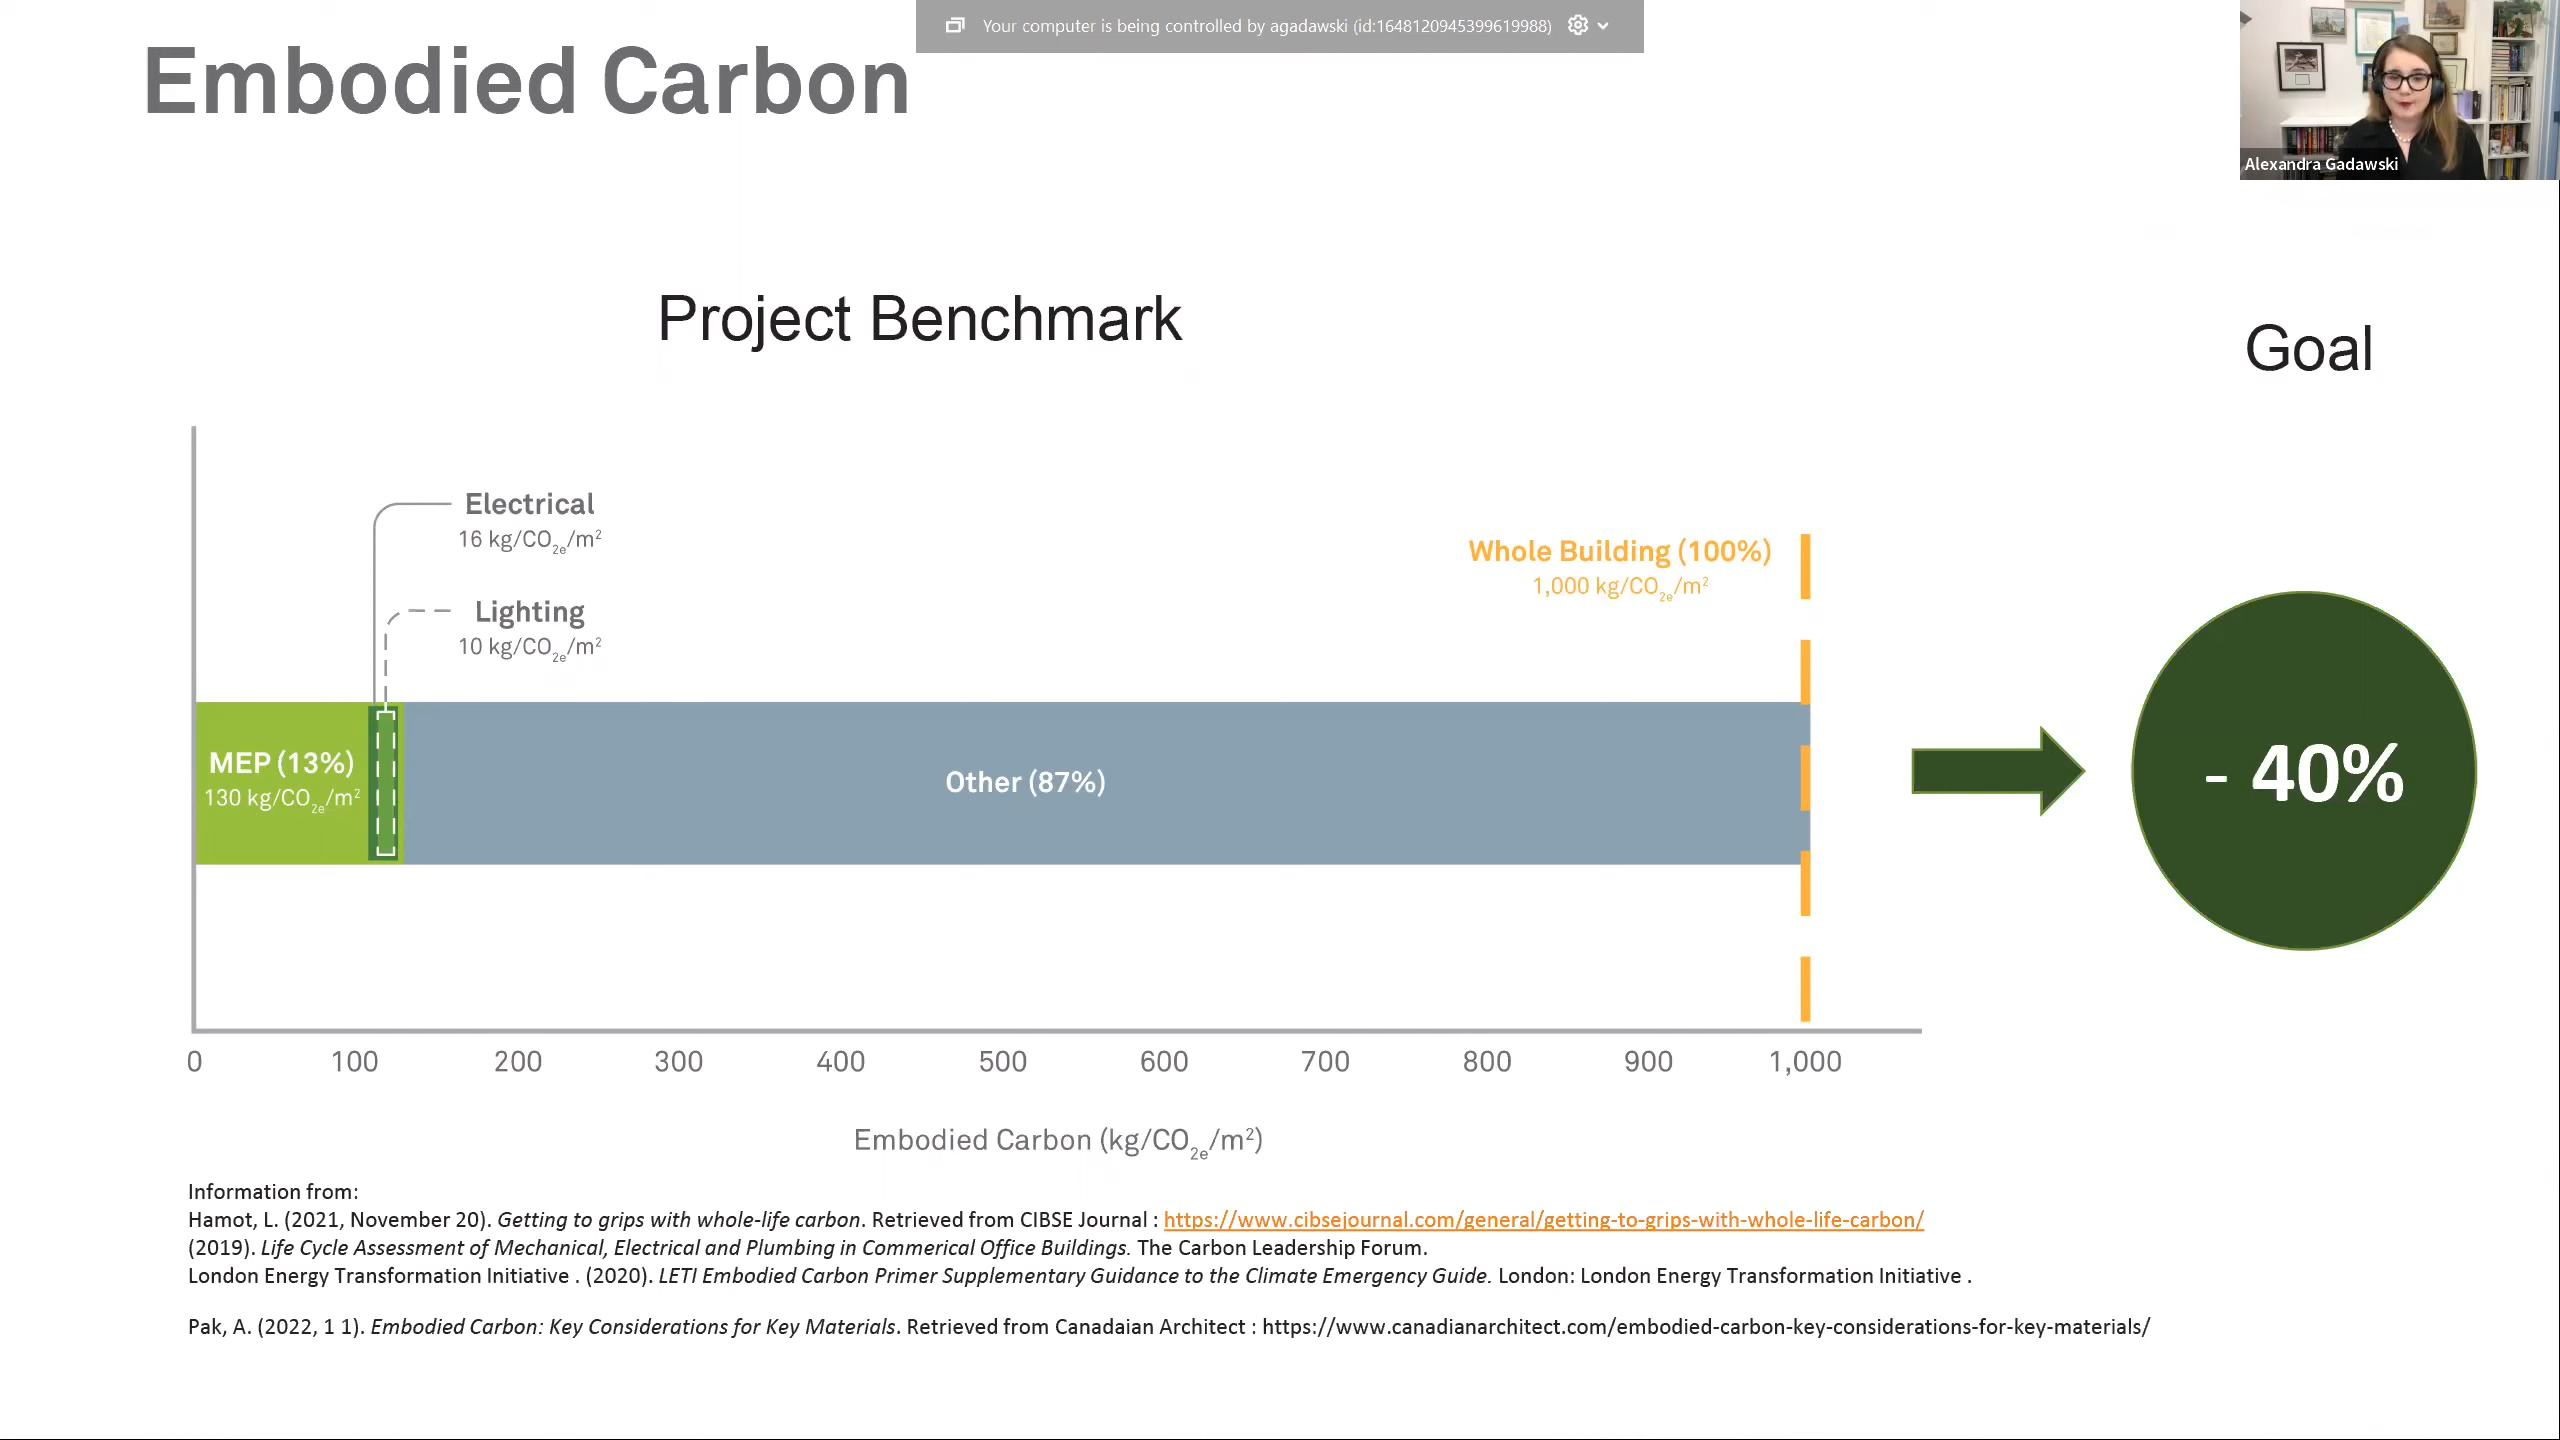 Your computer is being controlled by agadawski (id:1648120945399619988)
Embodied Carbon
Alexandra Gadawski
Project Benchmark
Goal
Electrical
16 kg/CO2e/m²
Lighting
10 kg/CO2e/m²
Whole Building (100%)
1,000 kg/CO2e/m²
MEP (13%)
130 kg/CO2e/m²
Other (87%)
- 40%
0 100 200 300 400 500 600 700 800 900 1,000
Embodied Carbon (kg/CO2e/m²)
Information from:
Hamot, L. (2021, November 20). Getting to grips with whole-life carbon. Retrieved from CIBSE Journal : https://www.cibsejournal.com/general/getting-to-grips-with-whole-life-carbon/
(2019). Life Cycle Assessment of Mechanical, Electrical and Plumbing in Commerical Office Buildings. The Carbon Leadership Forum.
London Energy Transformation Initiative . (2020). LETI Embodied Carbon Primer Supplementary Guidance to the Climate Emergency Guide. London: London Energy Transformation Initiative .
Pak, A. (2022, 1 1). Embodied Carbon: Key Considerations for Key Materials. Retrieved from Canadaian Architect : https://www.canadianarchitect.com/embodied-carbon-key-considerations-for-key-materials/